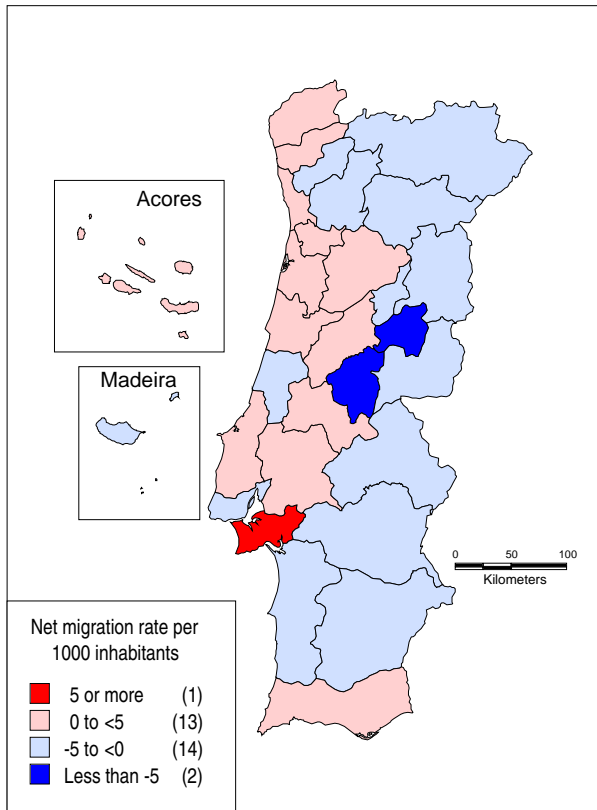 Acores
Madeira
0 50 100
Kilometers
Net migration rate per
1000 inhabitants
5 or more (1)
0 to <5 (13)
-5 to <0 (14)
Less than -5 (2)